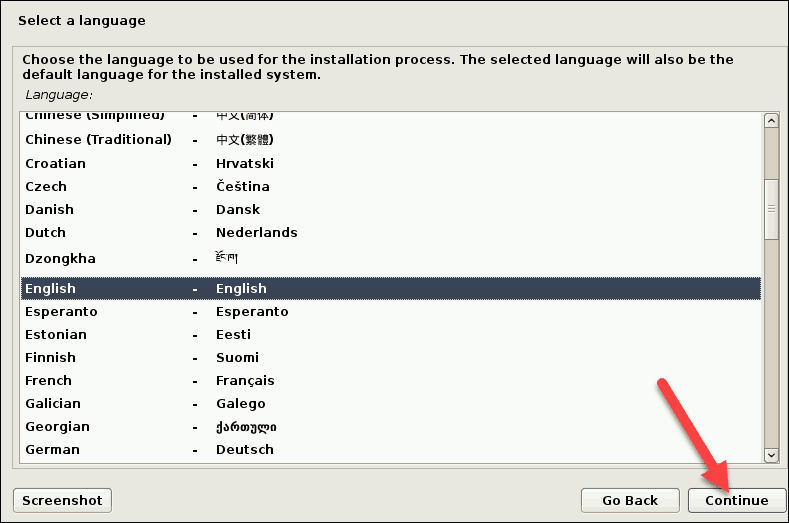 Select a language
Choose the language to be used for the installation process. The selected language will also be the
default language for the installed system.
Language:
Chinese (Simplified) - 中文(简体)
Chinese (Traditional) - 中文(繁體)
Croatian - Hrvatski
Czech - Čeština
Danish - Dansk
Dutch - Nederlands
Dzongkha - རྫོང་ཁ།
English - English
Esperanto - Esperanto
Estonian - Eesti
Finnish - Suomi
French - Français
Galician - Galego
Georgian - ქართული
German - Deutsch
Screenshot Go Back Continue